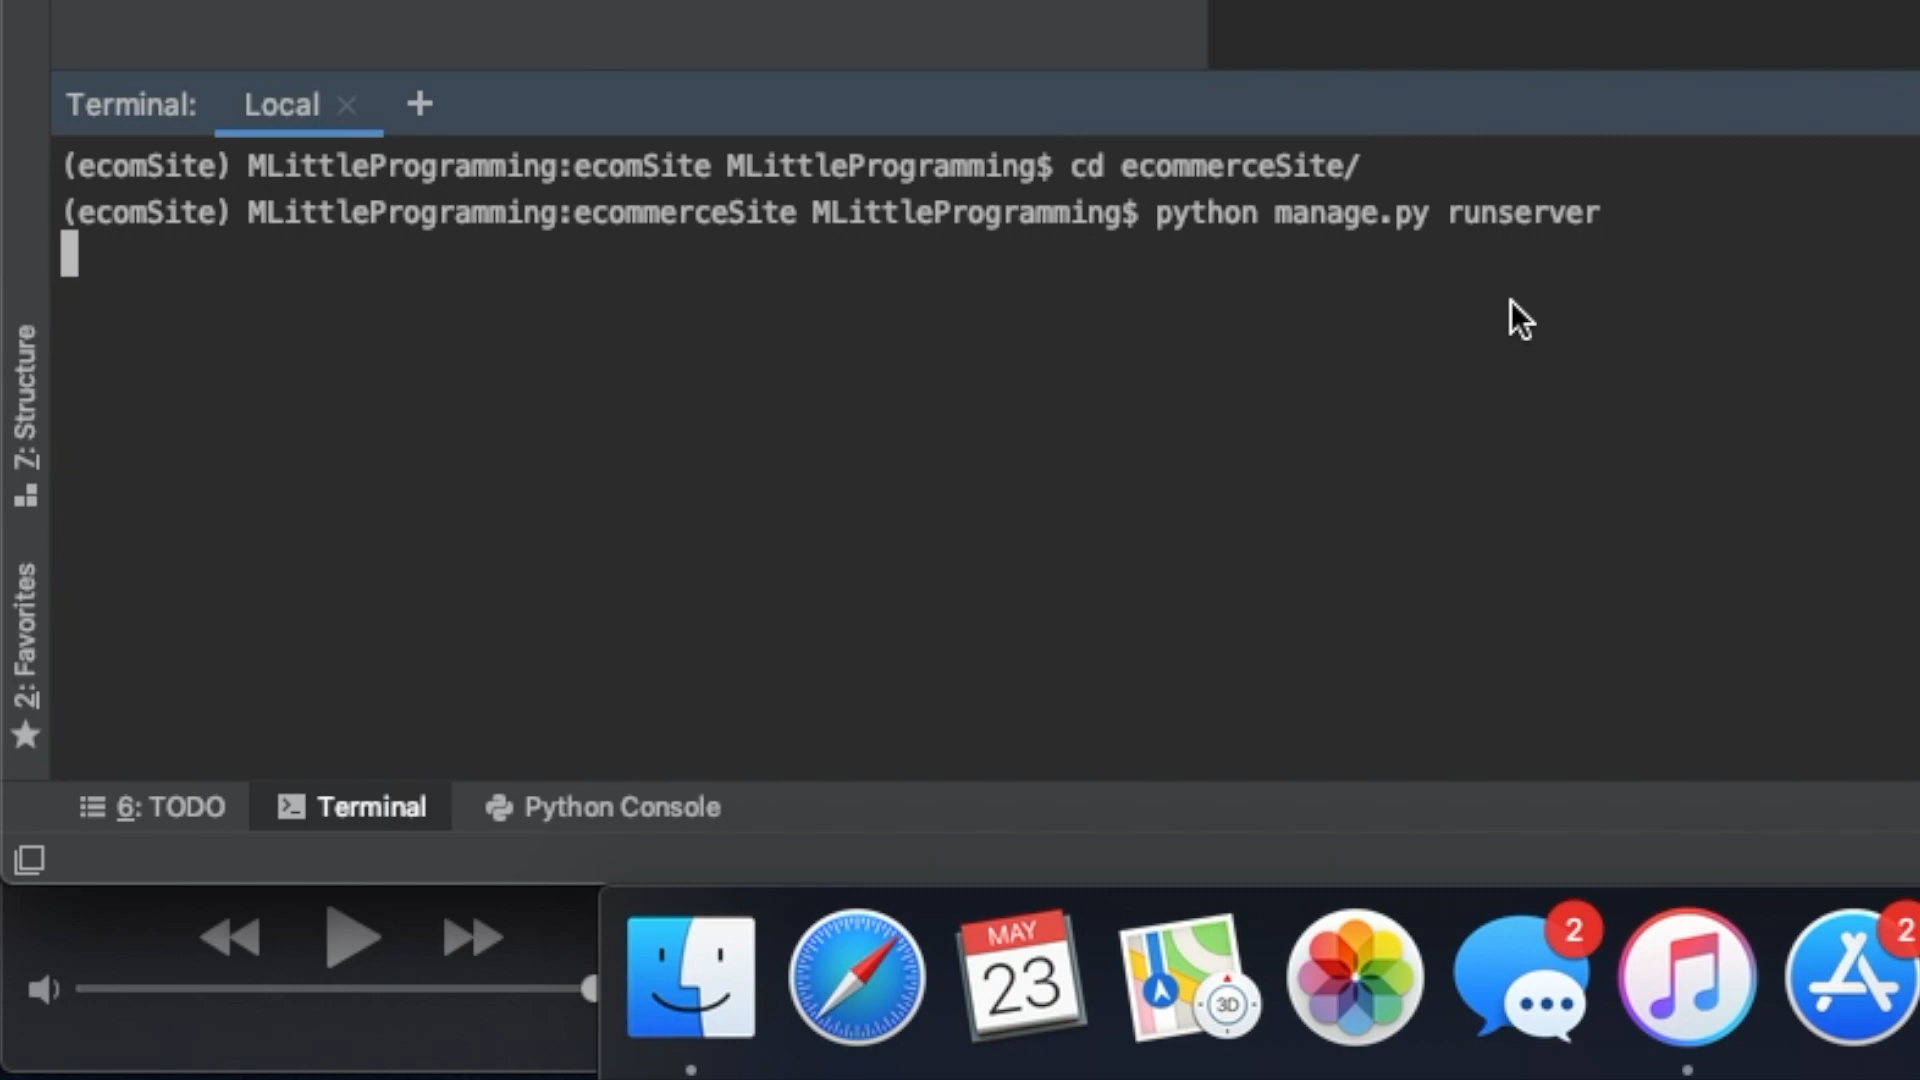 Terminal: Local × +
(ecomSite) MLittleProgramming:ecomSite MLittleProgramming$ cd ecommerceSite/
(ecomSite) MLittleProgramming:ecommerceSite MLittleProgramming$ python manage.py runserver
7: Structure
2: Favorites
6: TODO Terminal Python Console
MAY
23
3D
2
2